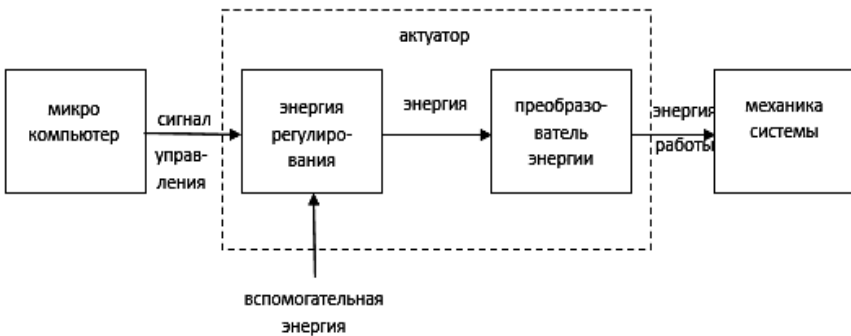 актуатор
микро
компьютер
сигнал
управ-
ления
энергия
регулиро-
вания
энергия
преобразо-
ватель
энергии
энергия
работы
механика
системы
вспомогательная
энергия